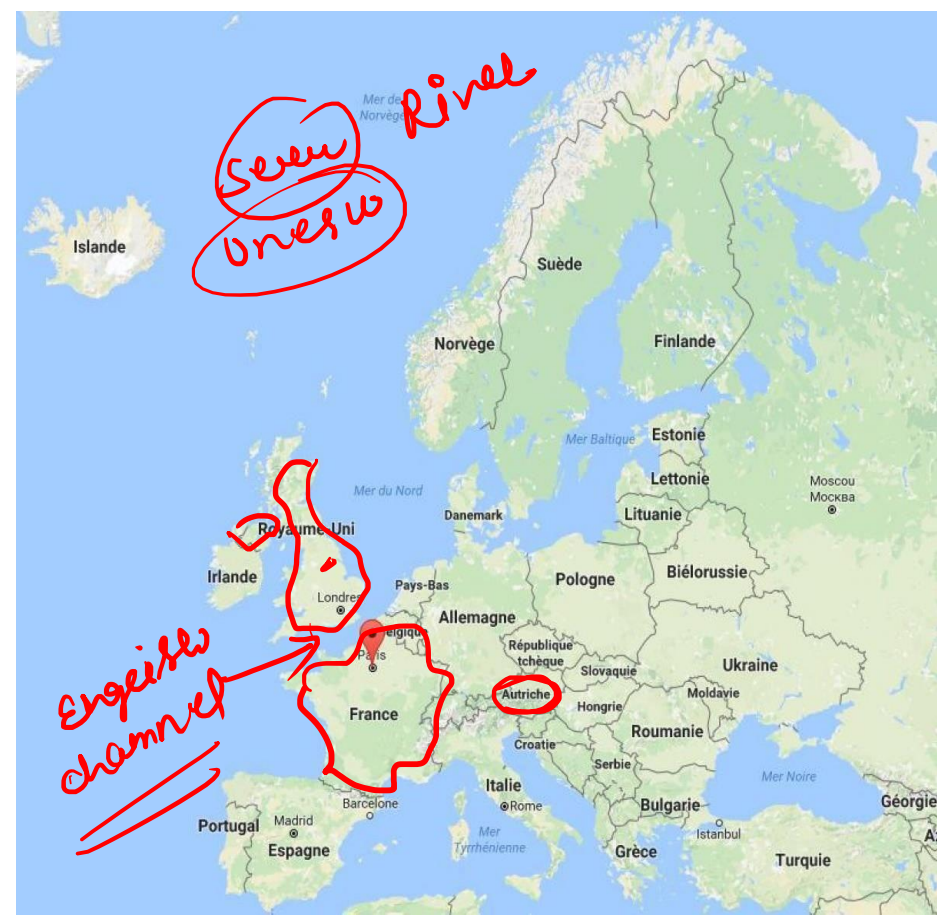 Mer de
Norvège
River
Unesco
Islande
Suède
Norvège
Finlande
Mer Baltique
Estonie
Lettonie
Moscou
Москва
Mer du Nord
Danemark
Lituanie
Royaume-Uni
Irlande
Pays-Bas
Pologne
Biélorussie
Londres
Allemagne
Belgique
République
tchèque
Paris
Slovaquie
Ukraine
English
channel
Autriche
Hongrie
Moldavie
France
Roumanie
Croatie
Serbie
Mer Noire
Italie
Rome
Barcelone
Bulgarie
Géorgie
Portugal
Madrid
Mer
Tyrrhénienne
Istanbul
Espagne
Grèce
Turquie